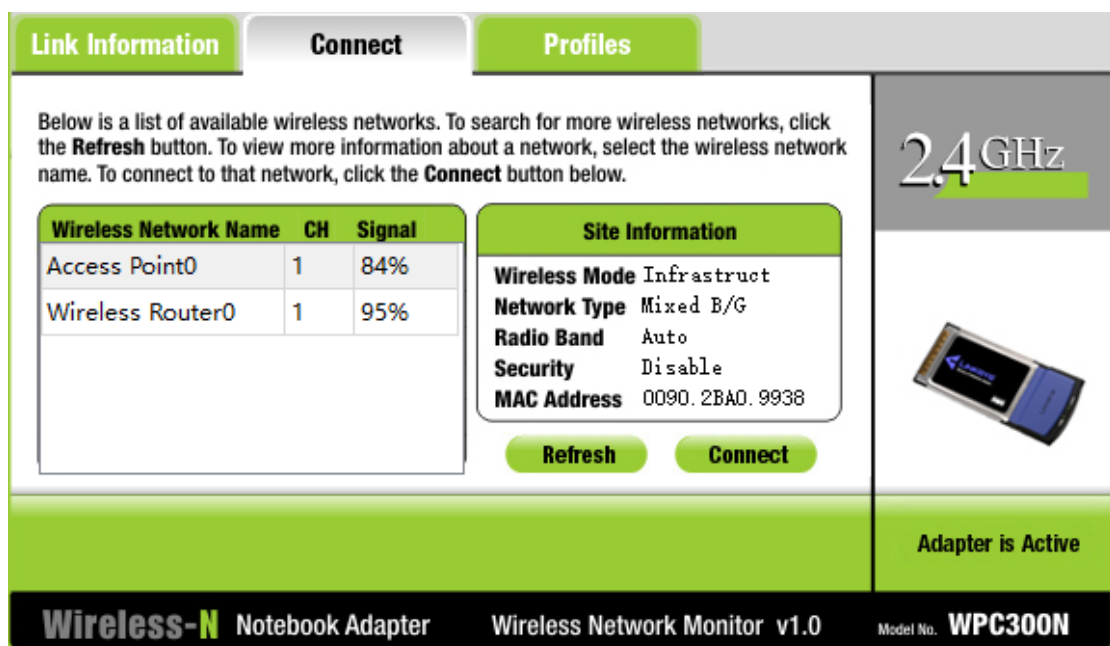 Link Information Connect Profiles
Below is a list of available wireless networks. To search for more wireless networks, click
the Refresh button. To view more information about a network, select the wireless network
name. To connect to that network, click the Connect button below.
2.4GHz
Wireless Network Name CH Signal
Access Point0 1 84%
Wireless Router0 1 95%
Site Information
Wireless Mode Infrastruct
Network Type Mixed B/G
Radio Band Auto
Security Disable
MAC Address 0090.2BA0.9938
Refresh Connect
LINKSYS
Adapter is Active
Wireless-N Notebook Adapter Wireless Network Monitor v1.0 Model No. WPC300N